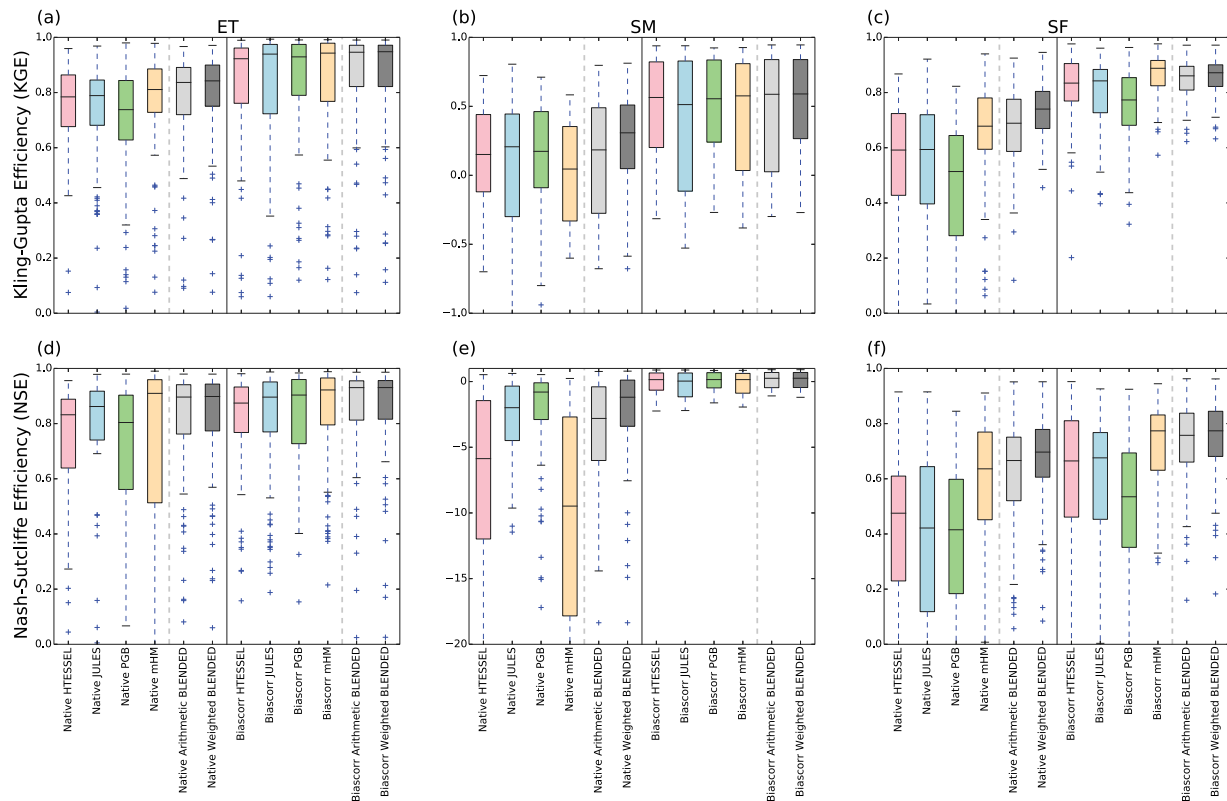 (a) ET (b) SM (c) SF
Kling-Gupta Efficiency (KGE)
1.0 0.8 0.6 0.4 0.2 0.0
1.0 0.5 0.0 −0.5 −1.0
1.0 0.8 0.6 0.4 0.2 0.0
(d) (e) (f)
Nash-Sutcliffe Efficiency (NSE)
1.0 0.8 0.6 0.4 0.2 0.0
0 −5 −10 −15 −20
1.0 0.8 0.6 0.4 0.2 0.0
Native HTESSEL
Native JULES
Native PGB
Native mHM
Native Arithmetic BLENDED
Native Weighted BLENDED
Biascorr HTESSEL
Biascorr JULES
Biascorr PGB
Biascorr mHM
Biascorr Arithmetic BLENDED
Biascorr Weighted BLENDED
Native HTESSEL
Native JULES
Native PGB
Native mHM
Native Arithmetic BLENDED
Native Weighted BLENDED
Biascorr HTESSEL
Biascorr JULES
Biascorr PGB
Biascorr mHM
Biascorr Arithmetic BLENDED
Biascorr Weighted BLENDED
Native HTESSEL
Native JULES
Native PGB
Native mHM
Native Arithmetic BLENDED
Native Weighted BLENDED
Biascorr HTESSEL
Biascorr JULES
Biascorr PGB
Biascorr mHM
Biascorr Arithmetic BLENDED
Biascorr Weighted BLENDED